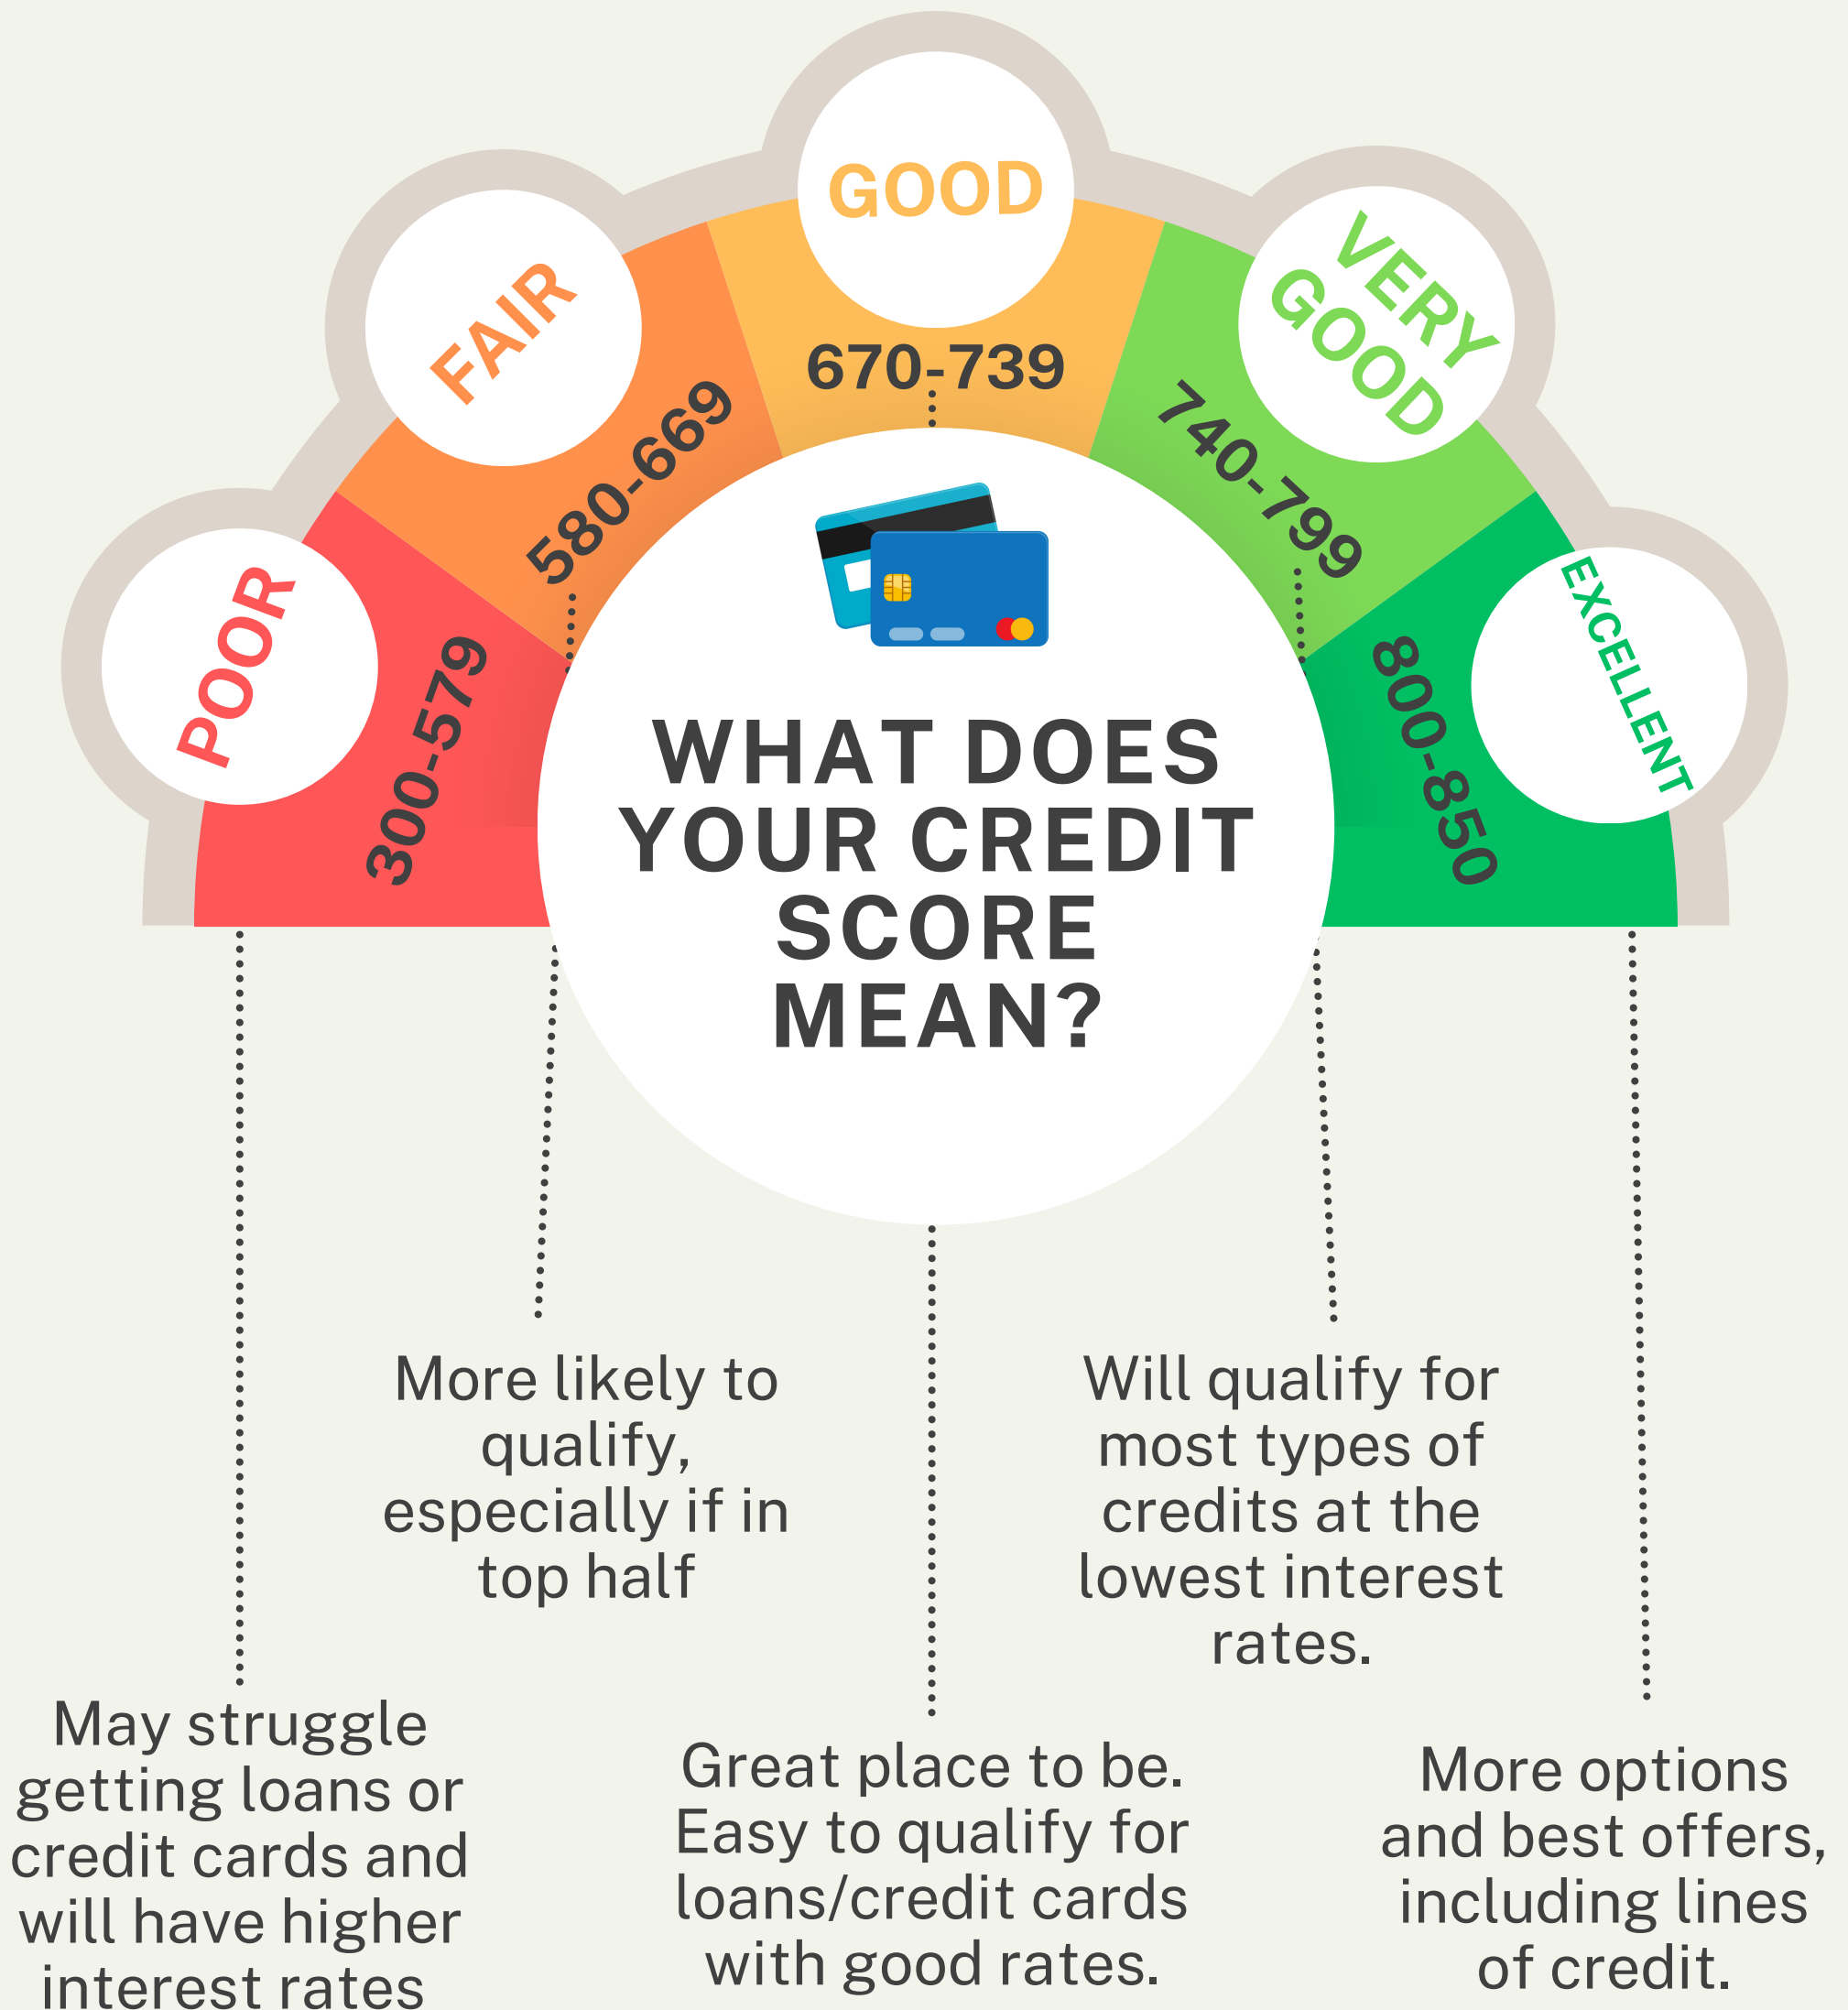 POOR
300-579
FAIR
580-669
GOOD
670-739
VERY
GOOD
740-799
EXCELLENT
800-850
WHAT DOES
YOUR CREDIT
SCORE
MEAN?
May struggle
getting loans or
credit cards and
will have higher
interest rates
More likely to
qualify,
especially if in
top half
Great place to be.
Easy to qualify for
loans/credit cards
with good rates.
Will qualify for
most types of
credits at the
lowest interest
rates.
More options
and best offers,
including lines
of credit.